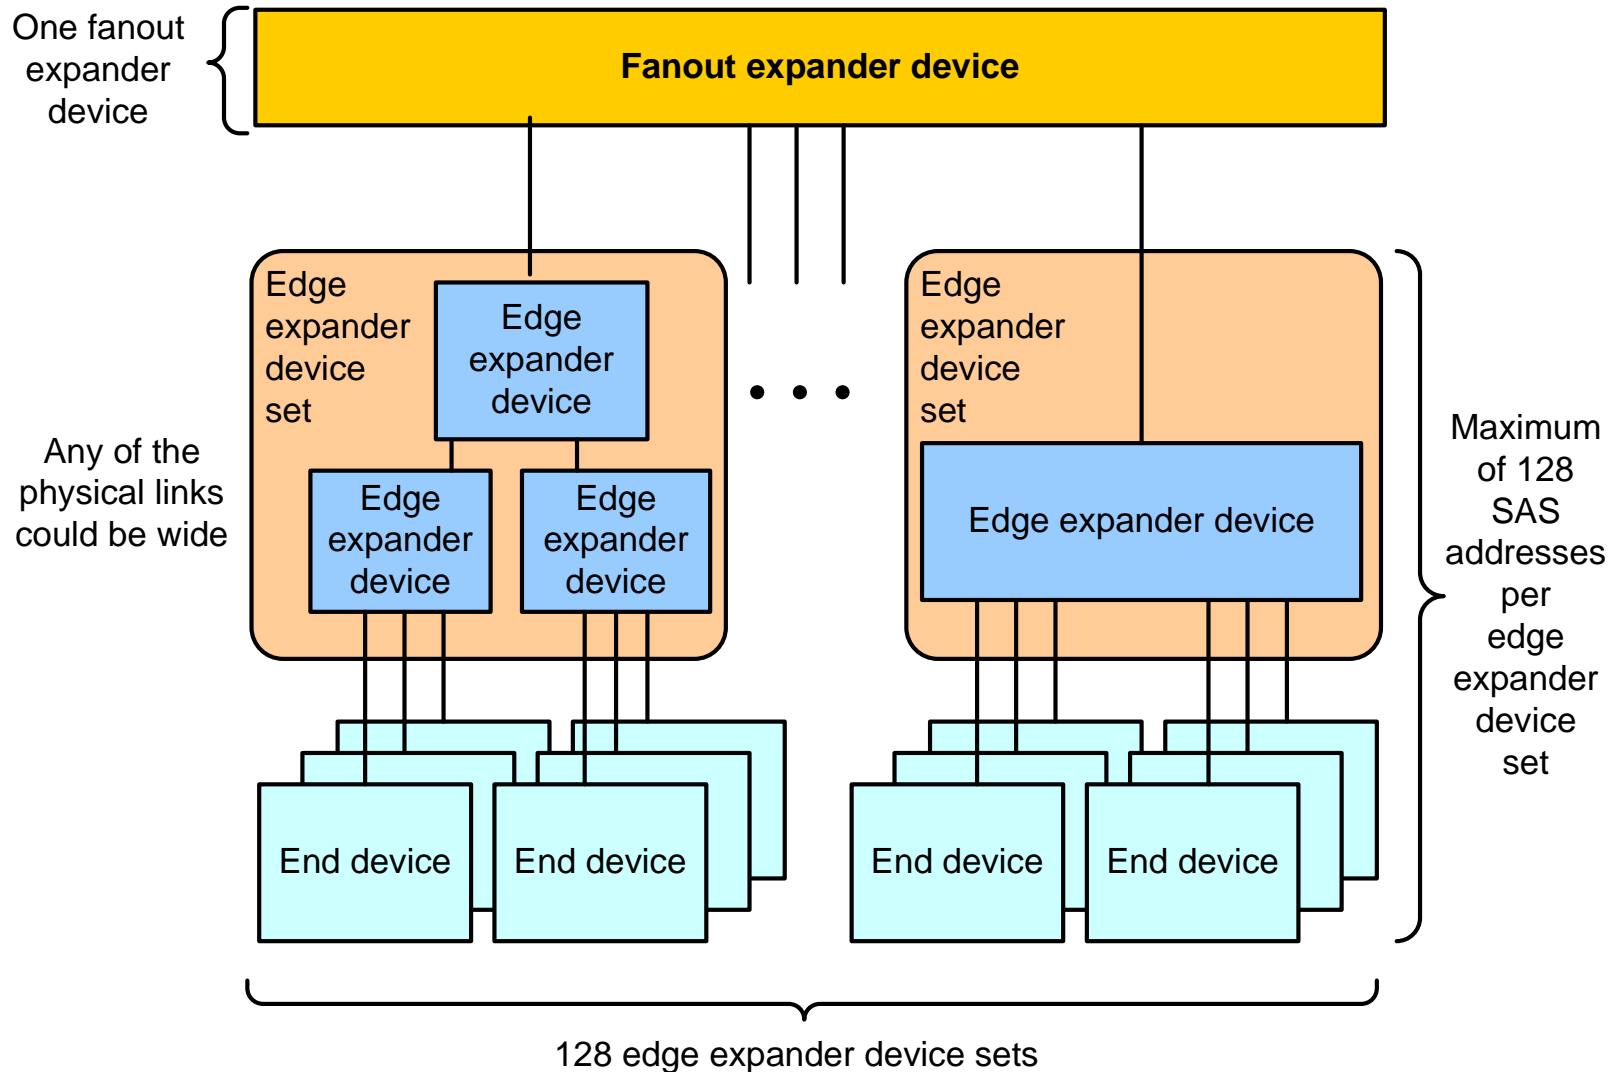 One fanout
expander
device
Fanout expander device
Edge
expander
device
set
Edge
expander
device
Edge
expander
device
Edge
expander
device
Edge
expander
device
set
Edge expander device
Any of the
physical links
could be wide
Maximum
of 128
SAS
addresses
per
edge
expander
device
set
End device
End device
End device
End device
128 edge expander device sets